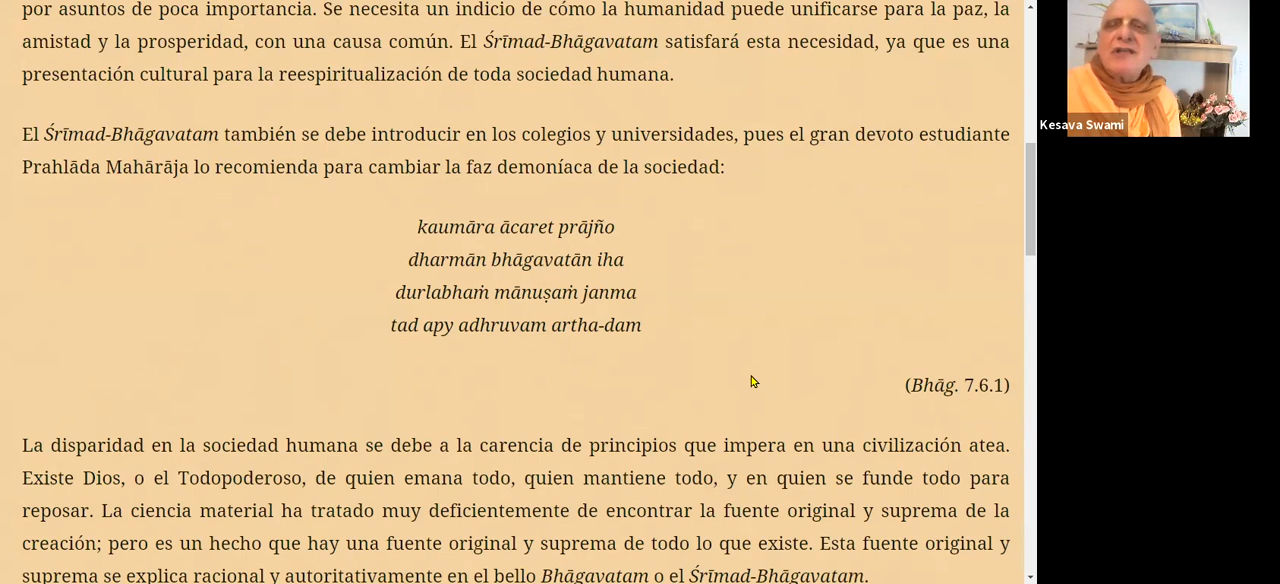 por asuntos de poca importancia. Se necesita un indicio de cómo la humanidad puede unificarse para la paz, la
amistad y la prosperidad, con una causa común. El Śrīmad-Bhāgavatam satisfará esta necesidad, ya que es una
presentación cultural para la reespiritualización de toda sociedad humana.
El Śrīmad-Bhāgavatam también se debe introducir en los colegios y universidades, pues el gran devoto estudiante
Prahlāda Mahārāja lo recomienda para cambiar la faz demoníaca de la sociedad:
kaumāra ācaret prājño
dharmān bhāgavatān iha
durlabhaṁ mānuṣaṁ janma
tad apy adhruvam artha-dam
(Bhāg. 7.6.1)
La disparidad en la sociedad humana se debe a la carencia de principios que impera en una civilización atea.
Existe Dios, o el Todopoderoso, de quien emana todo, quien mantiene todo, y en quien se funde todo para
reposar. La ciencia material ha tratado muy deficientemente de encontrar la fuente original y suprema de la
creación; pero es un hecho que hay una fuente original y suprema de todo lo que existe. Esta fuente original y
suprema se explica racional y autoritativamente en el bello Bhāgavatam o el Śrīmad-Bhāgavatam.
Kesava Swami